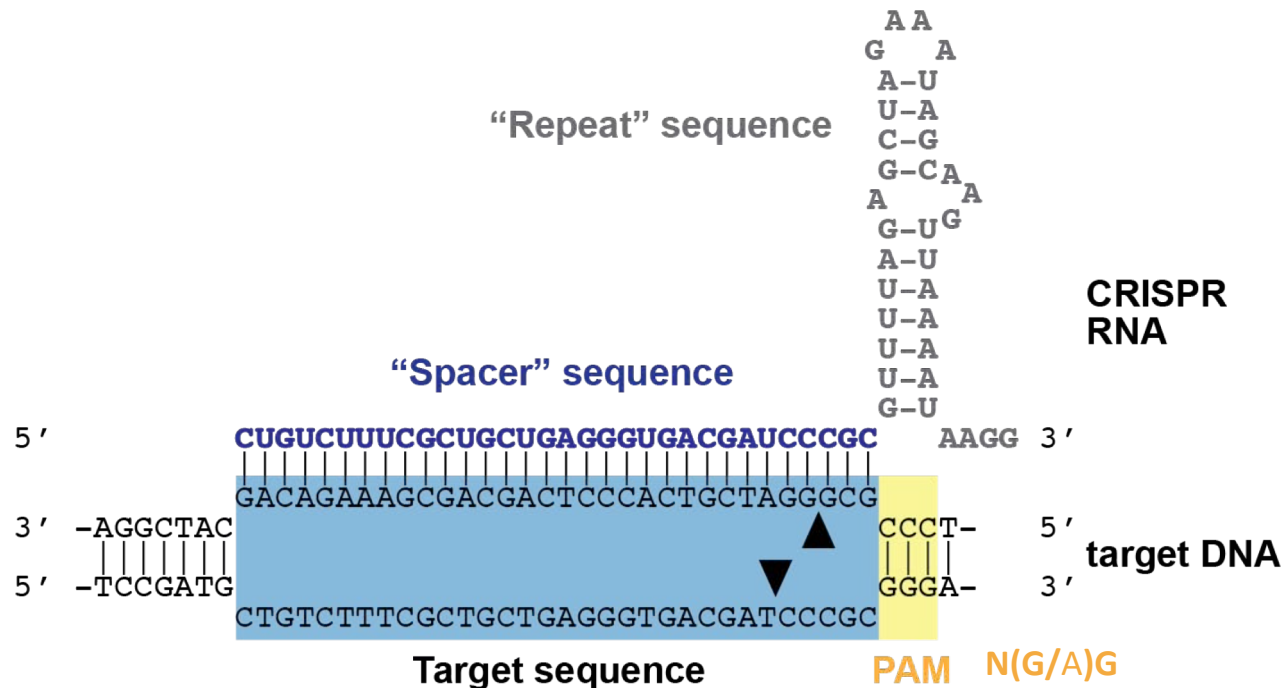 A A
G A
A-U
“Repeat” sequence U-A
C-G
G-C A
A A
G-U G
A-U
U-A
U-A CRISPR
U-A RNA
“Spacer” sequence U-A
G-U
5′ CUGUCUUUCGCUGCUGAGGGUGACGAUCCCGC AAGG 3′
GACAGAAAGCGACGACTCCCACTGCTAGGGCG
3′ -AGGCTAC CCCT- 5′
target DNA
5′ -TCCGATG GGGA- 3′
CTGTCTTTCGCTGCTGAGGGTGACGATCCCGC
Target sequence PAM N(G/A)G